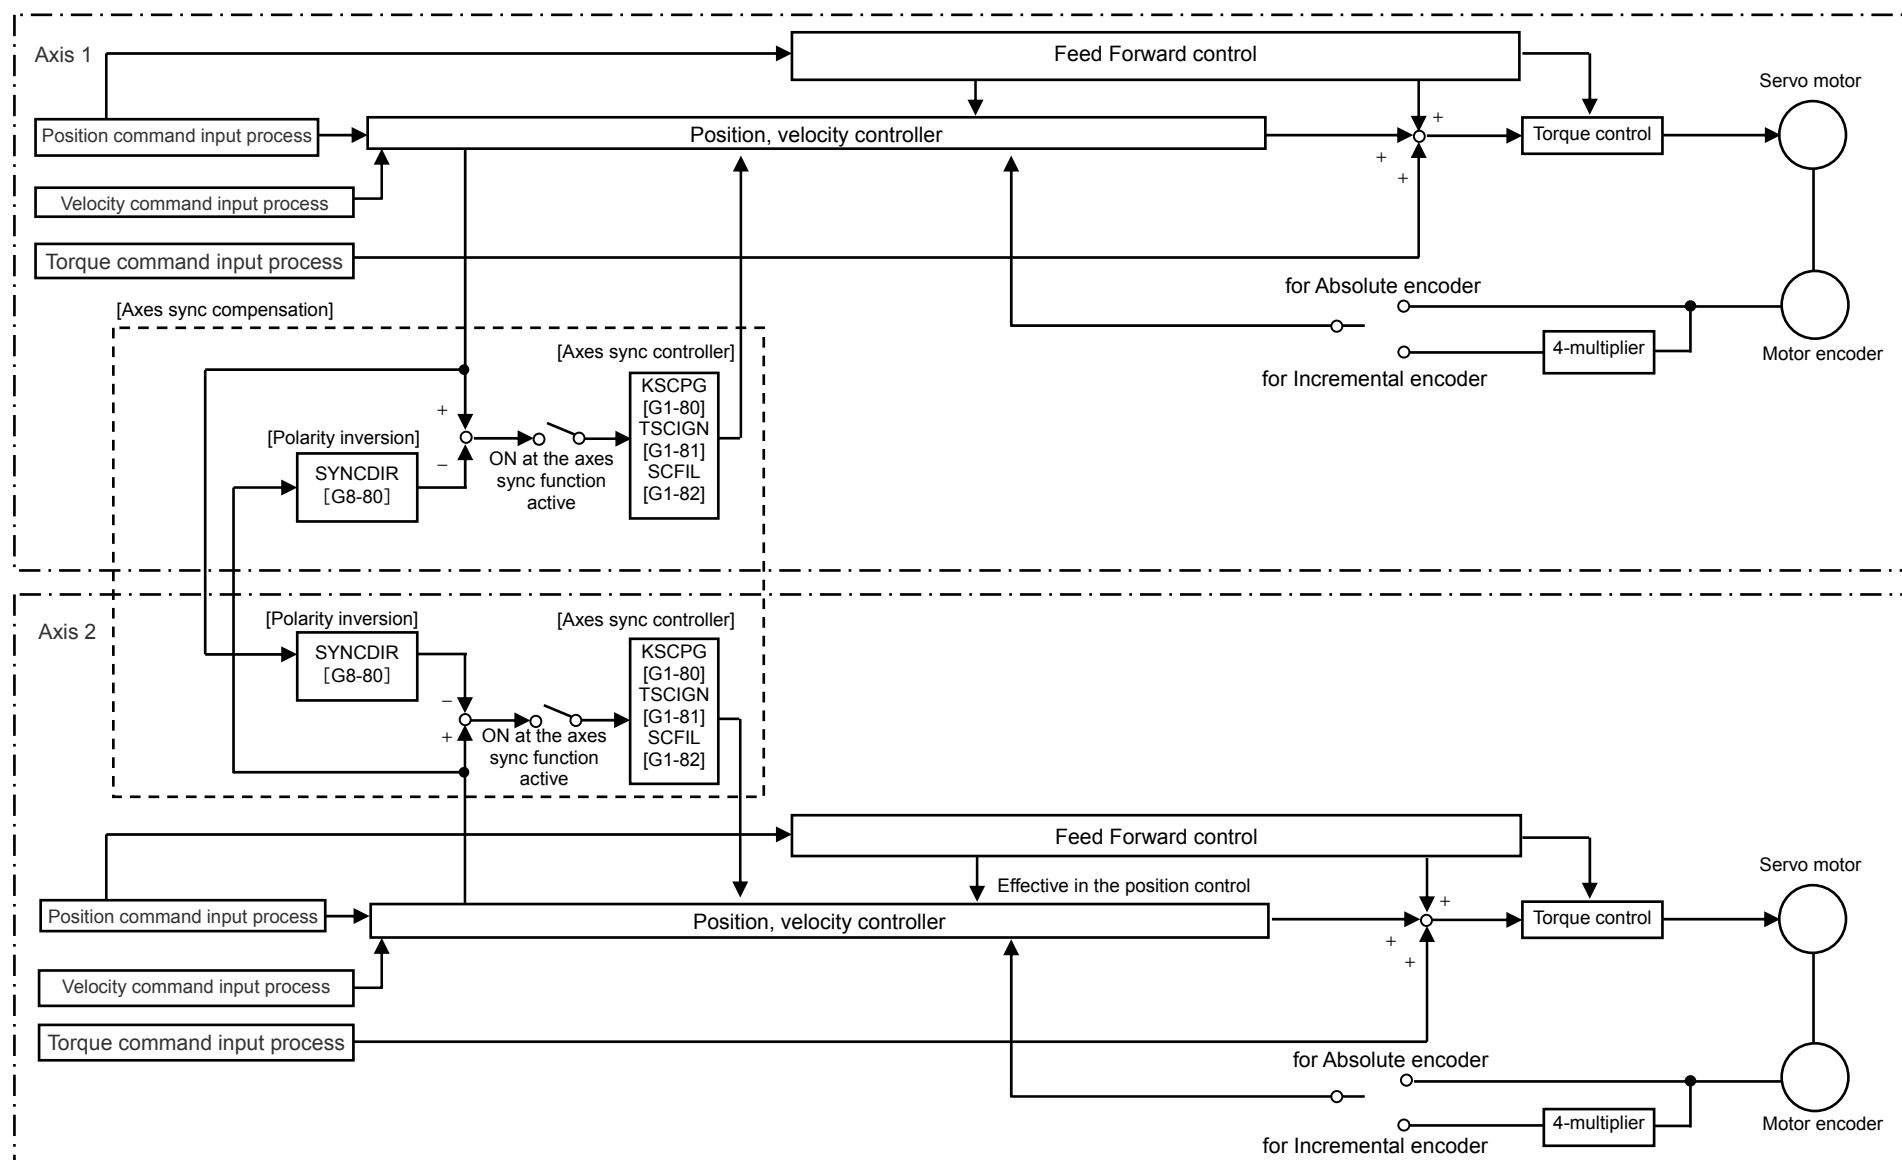 Axis 1
Feed Forward control
Servo motor
Position command input process
Position, velocity controller
+
+
+
Torque control
Velocity command input process
Torque command input process
for Absolute encoder
4-multiplier
for Incremental encoder
Motor encoder
[Axes sync compensation]
[Axes sync controller]
KSCPG
[G1-80]
TSCIGN
[G1-81]
SCFIL
[G1-82]
+
[Polarity inversion]
−
SYNCDIR
［G8-80］
ON at the axes
sync function
active
Axis 2
[Polarity inversion]
[Axes sync controller]
SYNCDIR
［G8-80］
KSCPG
[G1-80]
TSCIGN
[G1-81]
SCFIL
[G1-82]
−
+
ON at the axes
sync function
active
Feed Forward control
Servo motor
Effective in the position control
Position command input process
Position, velocity controller
+
+
+
Torque control
Velocity command input process
Torque command input process
for Absolute encoder
4-multiplier
Motor encoder
for Incremental encoder